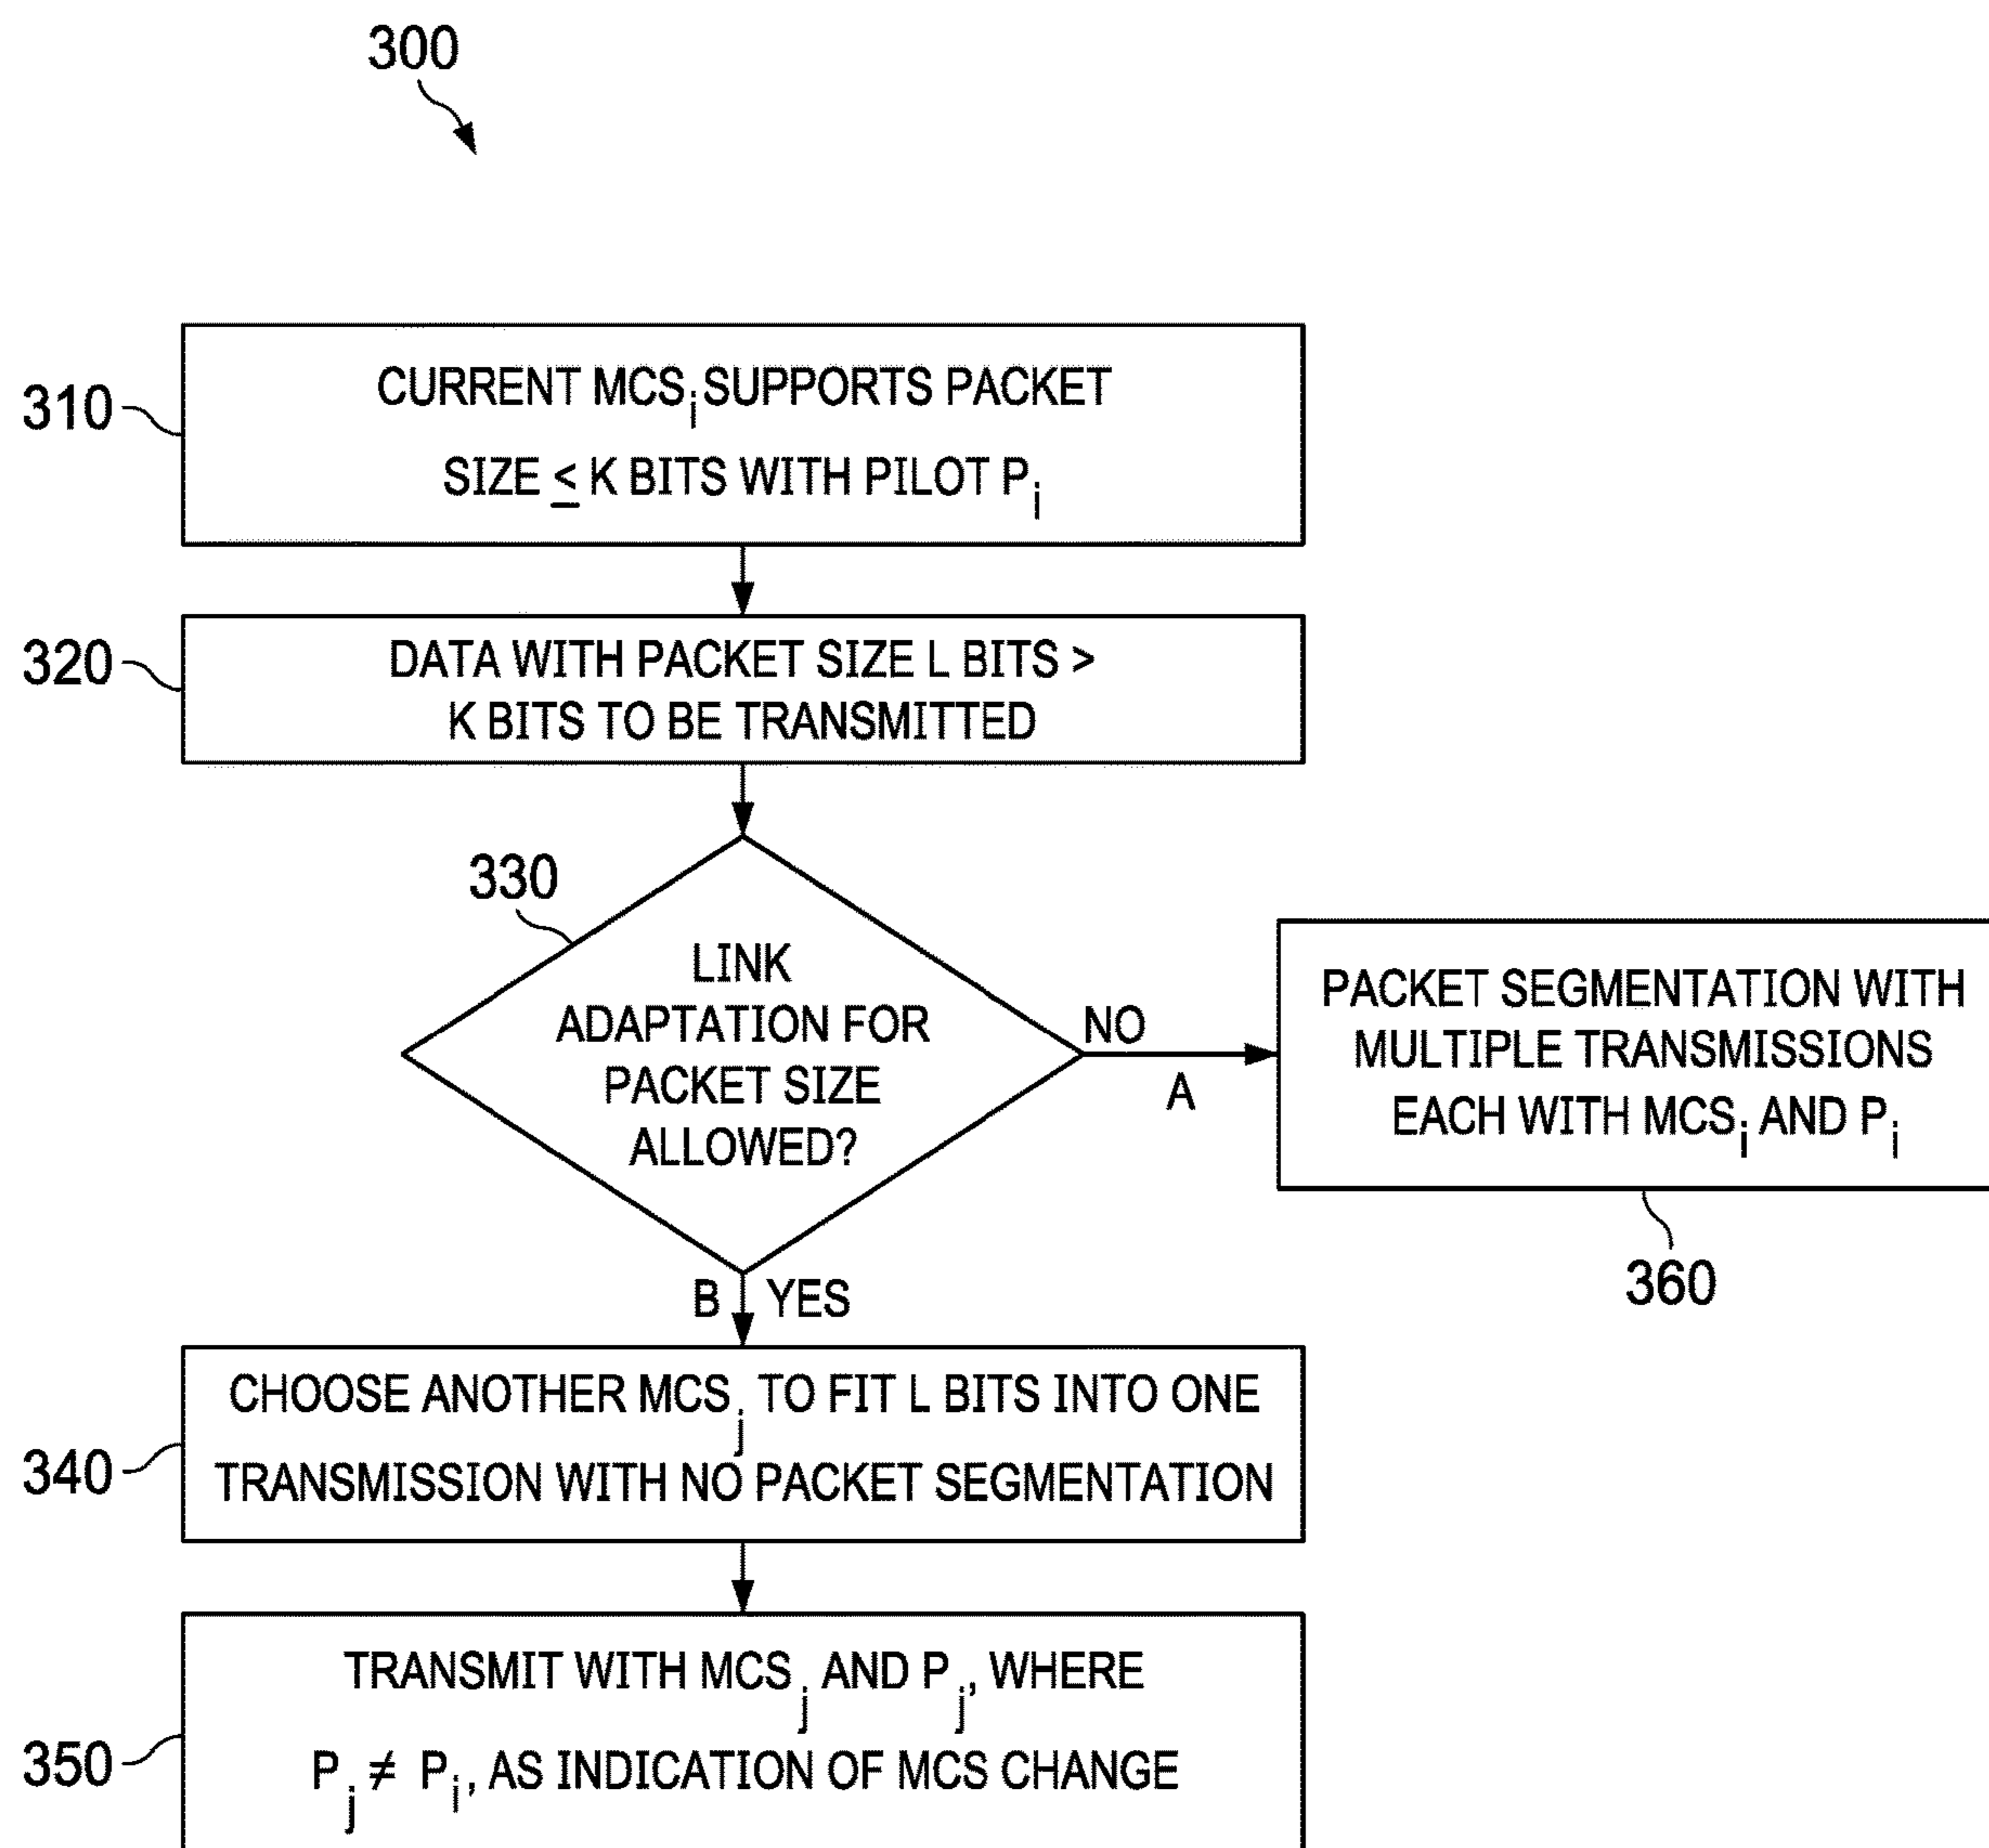 300
310
CURRENT MCSi SUPPORTS PACKET
SIZE ≤ K BITS WITH PILOT Pi
320
DATA WITH PACKET SIZE L BITS >
K BITS TO BE TRANSMITTED
330
LINK
ADAPTATION FOR
PACKET SIZE
ALLOWED?
NO
A
PACKET SEGMENTATION WITH
MULTIPLE TRANSMISSIONS
EACH WITH MCSi AND Pi
360
B YES
340
CHOOSE ANOTHER MCSj TO FIT L BITS INTO ONE
TRANSMISSION WITH NO PACKET SEGMENTATION
350
TRANSMIT WITH MCSj AND Pj, WHERE
Pj ≠ Pi, AS INDICATION OF MCS CHANGE